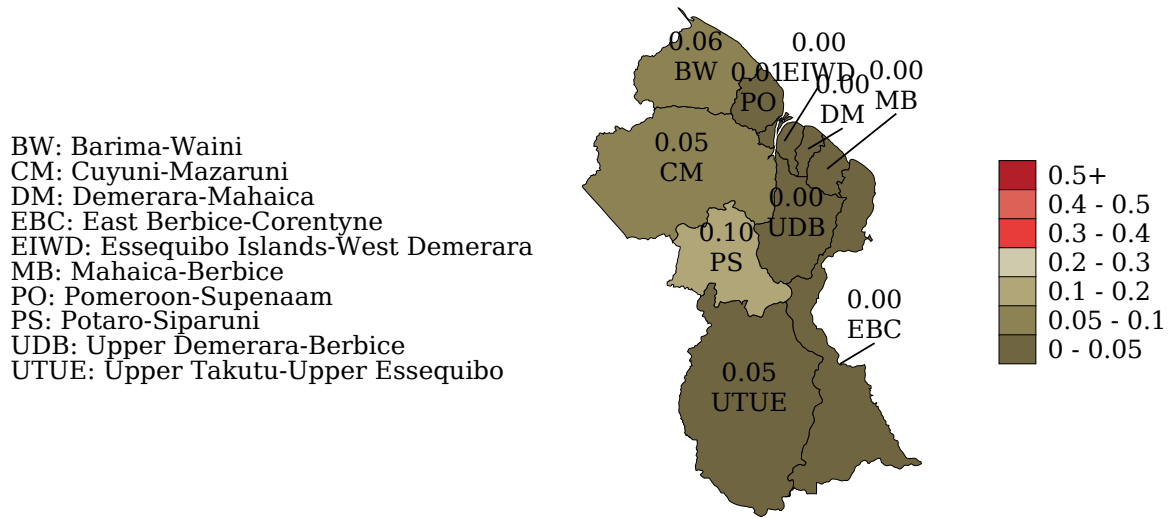 BW: Barima-Waini
CM: Cuyuni-Mazaruni
DM: Demerara-Mahaica
EBC: East Berbice-Corentyne
EIWD: Essequibo Islands-West Demerara
MB: Mahaica-Berbice
PO: Pomeroon-Supenaam
PS: Potaro-Siparuni
UDB: Upper Demerara-Berbice
UTUE: Upper Takutu-Upper Essequibo
0.06
BW
0.01
PO
0.00
EIWD
0.00
DM
0.00
MB
0.05
CM
0.00
UDB
0.10
PS
0.00
EBC
0.05
UTUE
0.5+
0.4 - 0.5
0.3 - 0.4
0.2 - 0.3
0.1 - 0.2
0.05 - 0.1
0 - 0.05